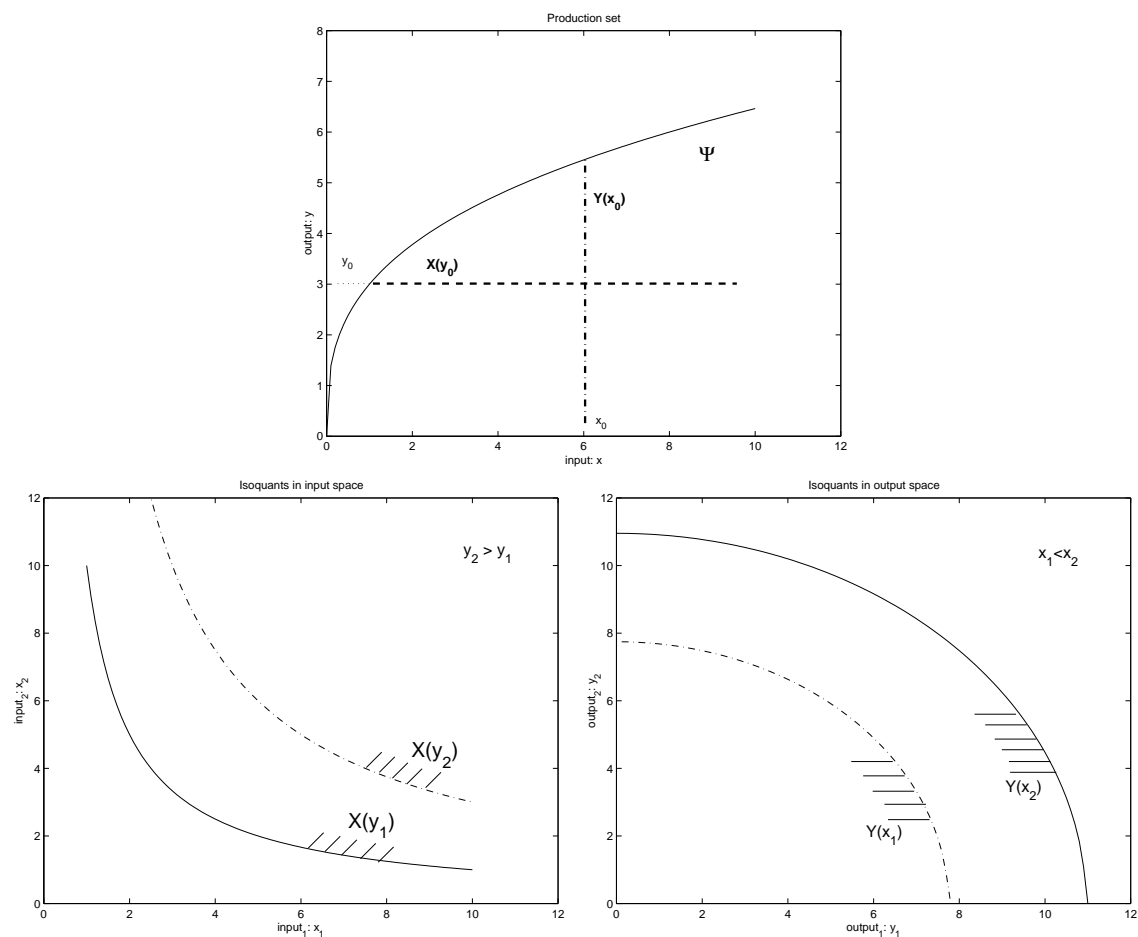 Production set
8
7
6
5
4
3
2
1
0
output: y
Ψ
Y(x₀)
y₀
X(y₀)
x₀
0 2 4 6 8 10 12
input: x
Isoquants in input space
12
10
8
6
4
2
0
input₂: x₂
y₂ > y₁
X(y₂)
X(y₁)
0 2 4 6 8 10 12
input₁: x₁
Isoquants in output space
12
10
8
6
4
2
0
output₂: y₂
x₁<x₂
Y(x₂)
Y(x₁)
0 2 4 6 8 10 12
output₁: y₁